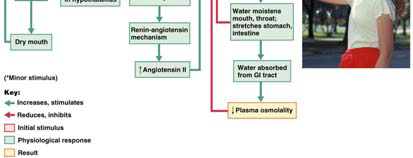 in hypothalamus
Water moistens
mouth, throat;
stretches stomach,
intestine
Renin-angiotensin
mechanism
Dry mouth
Water absorbed
from GI tract
↑ Angiotensin II
(*Minor stimulus)
Key:
Increases, stimulates
Reduces, inhibits
Initial stimulus
Physiological response
Result
↓ Plasma osmolality